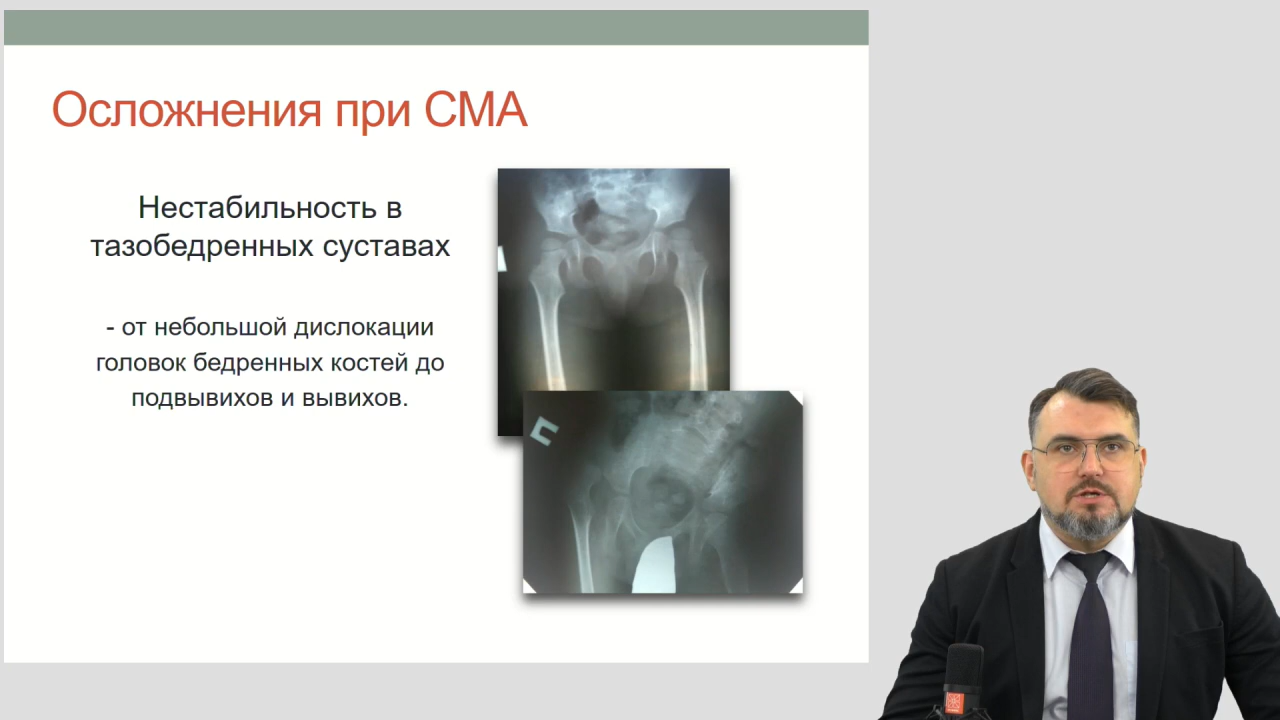 Осложнения при СМА
Нестабильность в
тазобедренных суставах
- от небольшой дислокации
головок бедренных костей до
подвывихов и вывихов.
П